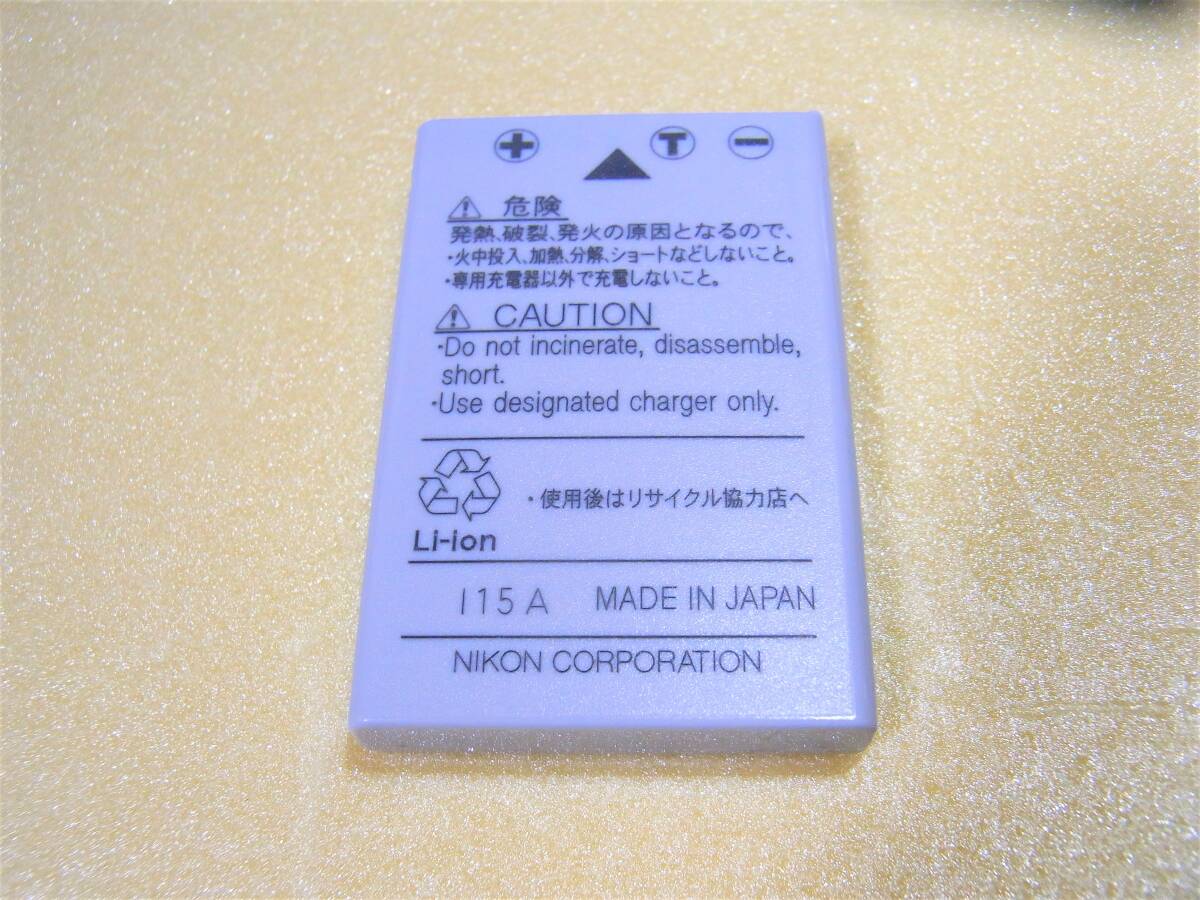 + T −
危険
発熱、破裂、発火の原因となるので、
・火中投入、加熱、分解、ショートなどしないこと。
・専用充電器以外で充電しないこと。
CAUTION
·Do not incinerate, disassemble,
short.
·Use designated charger only.
・使用後はリサイクル協力店へ
Li-ion
115A MADE IN JAPAN
NIKON CORPORATION